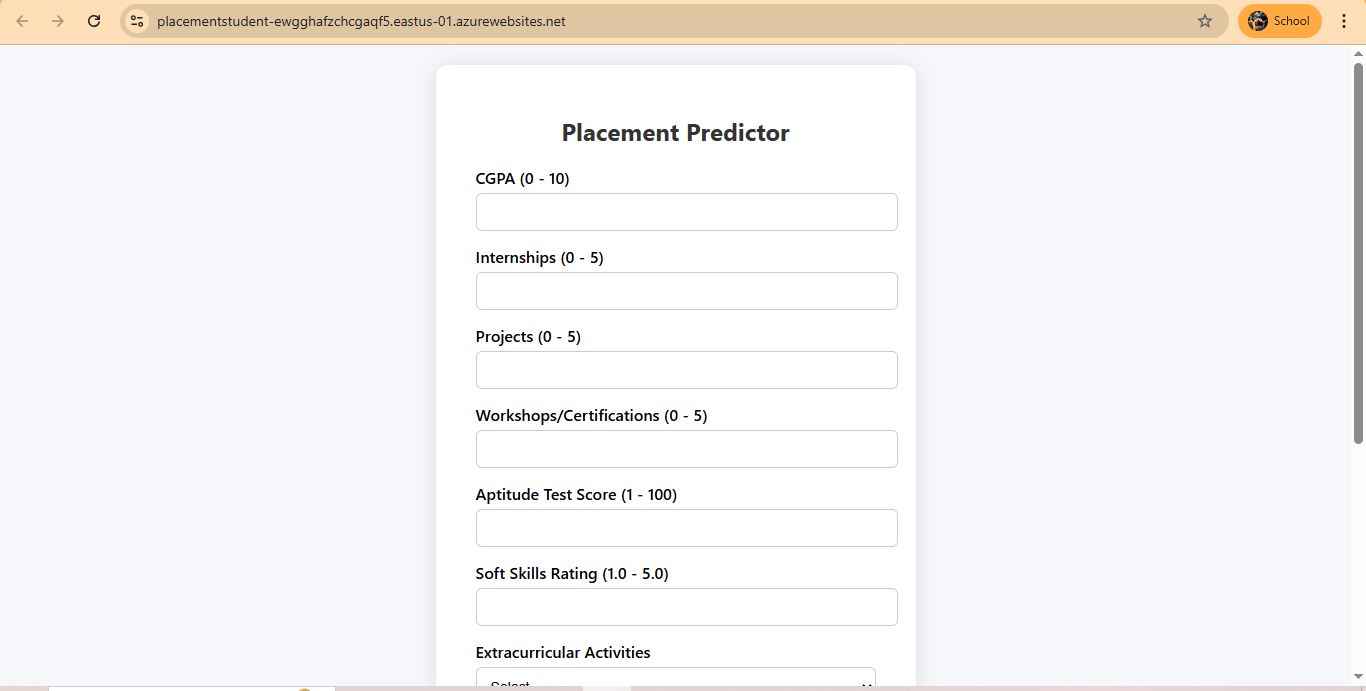 placementstudent-ewgghafzchcgaqf5.eastus-01.azurewebsites.net
School
Placement Predictor
CGPA (0 - 10)
Internships (0 - 5)
Projects (0 - 5)
Workshops/Certifications (0 - 5)
Aptitude Test Score (1 - 100)
Soft Skills Rating (1.0 - 5.0)
Extracurricular Activities
Select